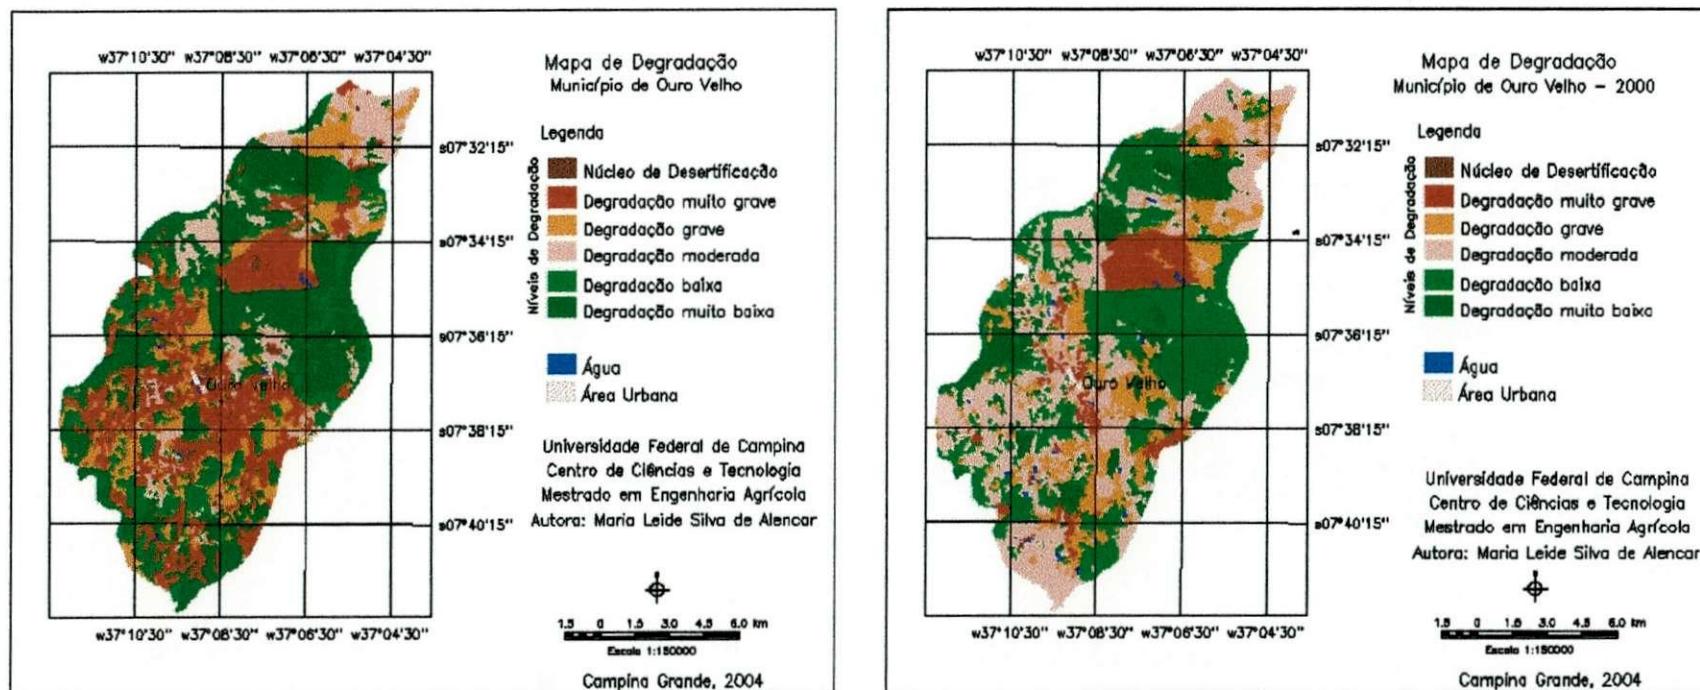 w37°10'30" w37°08'30" w37°06'30" w37°04'30"
Mapa de Degradação
Município de Ouro Velho
Legenda
Níveis de Degradação
Núcleo de Desertificação
Degradação muito grave
Degradação grave
Degradação moderada
Degradação baixa
Degradação muito baixa
Água
Área Urbana
s07°32'15"
s07°34'15"
s07°36'15"
s07°38'15"
s07°40'15"
Ouro Velho
Universidade Federal de Campina
Centro de Ciências e Tecnologia
Mestrado em Engenharia Agrícola
Autora: Maria Leide Silva de Alencar
w37°10'30" w37°08'30" w37°06'30" w37°04'30"
1.5 0 1.5 3.0 4.5 6.0 km
Escala 1:150000
Campina Grande, 2004
w37°10'30" w37°08'30" w37°06'30" w37°04'30"
Mapa de Degradação
Município de Ouro Velho - 2000
Legenda
Níveis de Degradação
Núcleo de Desertificação
Degradação muito grave
Degradação grave
Degradação moderada
Degradação baixa
Degradação muito baixa
Água
Área Urbana
s07°32'15"
s07°34'15"
s07°36'15"
s07°38'15"
s07°40'15"
Ouro Velho
Universidade Federal de Campina
Centro de Ciências e Tecnologia
Mestrado em Engenharia Agrícola
Autora: Maria Leide Silva de Alencar
w37°10'30" w37°08'30" w37°06'30" w37°04'30"
1.5 0 1.5 3.0 4.5 6.0 km
Escala 1:150000
Campina Grande, 2004